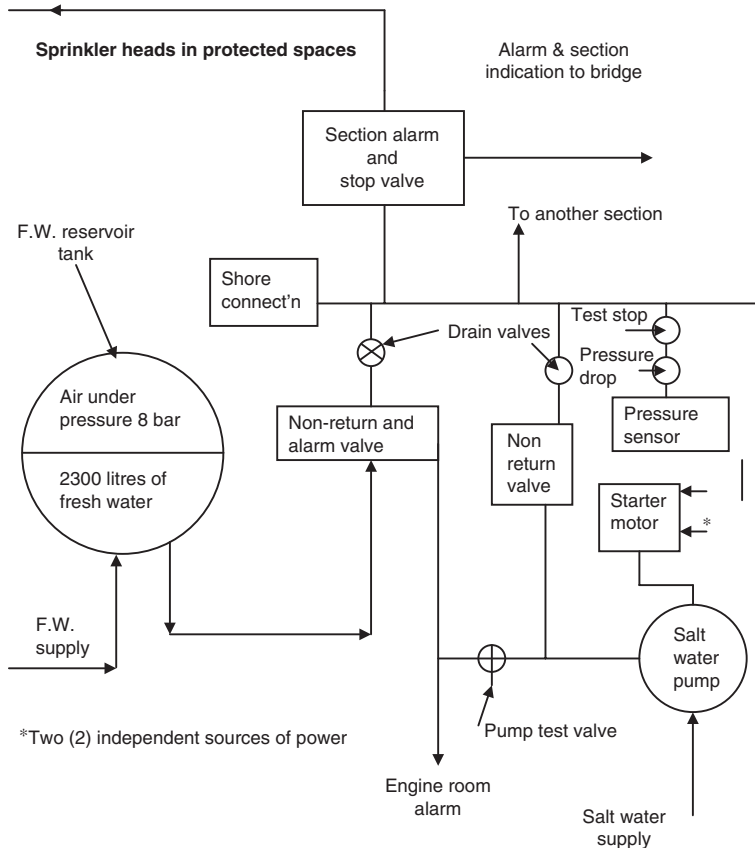 Sprinkler heads in protected spaces
Alarm & section
indication to bridge
Section alarm
and
stop valve
To another section
F.W. reservoir
tank
Shore
connect'n
Drain valves
Test stop
Pressure
drop
Air under
pressure 8 bar
2300 litres of
fresh water
Non-return and
alarm valve
Non
return
valve
Pressure
sensor
Starter
motor
*
F.W.
supply
Salt
water
pump
*Two (2) independent sources of power
Pump test valve
Engine room
alarm
Salt water
supply